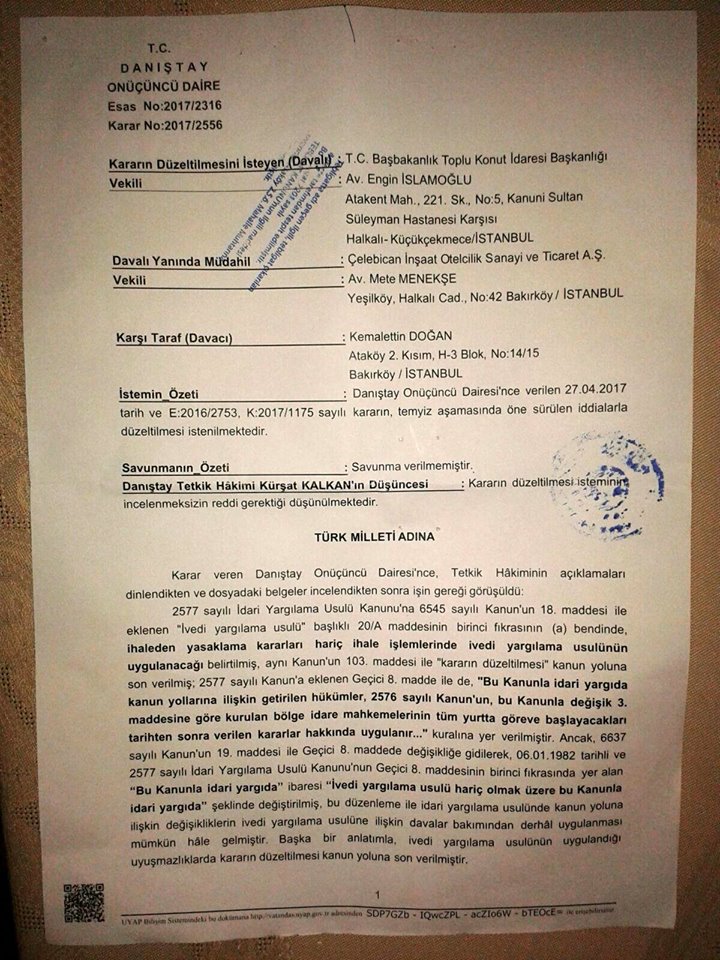 T.C.
DANIŞTAY
ONÜÇÜNCÜ DAİRE
Esas No:2017/2316
Karar No:2017/2556
Kararın Düzeltilmesini İsteyen (Davalı) : T.C. Başbakanlık Toplu Konut İdaresi Başkanlığı
Vekili : Av. Engin İSLAMOĞLU
Atakent Mah., 221. Sk., No:5, Kanuni Sultan
Süleyman Hastanesi Karşısı
Halkalı- Küçükçekmece/İSTANBUL
Davalı Yanında Müdahil : Çelebican İnşaat Otelcilik Sanayi ve Ticaret A.Ş.
Vekili : Av. Mete MENEKŞE
Yeşilköy, Halkalı Cad., No:42 Bakırköy / İSTANBUL
Karşı Taraf (Davacı) : Kemalettin DOĞAN
Ataköy 2. Kısım, H-3 Blok, No:14/15
Bakırköy / İSTANBUL
İstemin Özeti : Danıştay Onüçüncü Dairesi'nce verilen 27.04.2017
tarih ve E:2016/2753, K:2017/1175 sayılı kararın, temyiz aşamasında öne sürülen iddialarla
düzeltilmesi istenilmektedir.
Savunmanın Özeti : Savunma verilmemiştir.
Danıştay Tetkik Hâkimi Kürşat KALKAN'ın Düşüncesi : Kararın düzeltilmesi isteminin
incelenmeksizin reddi gerektiği düşünülmektedir.
TÜRK MİLLETİ ADINA
Karar veren Danıştay Onüçüncü Dairesi'nce, Tetkik Hâkiminin açıklamaları
dinlendikten ve dosyadaki belgeler incelendikten sonra işin gereği görüşüldü:
2577 sayılı İdari Yargılama Usulü Kanunu'na 6545 sayılı Kanun'un 18. maddesi ile
eklenen "İvedi yargılama usulü" başlıklı 20/A maddesinin birinci fıkrasının (a) bendinde,
ihaleden yasaklama kararları hariç ihale işlemlerinde ivedi yargılama usulünün
uygulanacağı belirtilmiş, aynı Kanun'un 103. maddesi ile "kararın düzeltilmesi" kanun yoluna
son verilmiş; 2577 sayılı Kanun'a eklenen Geçici 8. madde ile de, "Bu Kanunla idari yargıda
kanun yollarına ilişkin getirilen hükümler, 2576 sayılı Kanun'un, bu Kanunla değişik 3.
maddesine göre kurulan bölge idare mahkemelerinin tüm yurtta göreve başlayacakları
tarihten sonra verilen kararlar hakkında uygulanır..." kuralına yer verilmiştir. Ancak, 6637
sayılı Kanun'un 19. maddesi ile Geçici 8. maddede değişikliğe gidilerek, 06.01.1982 tarihli ve
2577 sayılı İdari Yargılama Usulü Kanunu'nun Geçici 8. maddesinin birinci fıkrasında yer alan
“Bu Kanunla idari yargıda” ibaresi “İvedi yargılama usulü hariç olmak üzere bu Kanunla
idari yargıda” şeklinde değiştirilmiş, bu düzenleme ile idari yargılama usulünde kanun yoluna
ilişkin değişikliklerin ivedi yargılama usulüne ilişkin davalar bakımından derhâl uygulanması
mümkün hâle gelmiştir. Başka bir anlatımla, ivedi yargılama usulünün uygulandığı
uyuşmazlıklarda kararın düzeltilmesi kanun yoluna son verilmiştir.
1
UYAP Bilişim Sistemindeki bu dokümana http://vatandas.uyap.gov.tr adresinden SDP7GZb - IQwcZPL - acZIo6W - bTEOcE= ile erişebilirsiniz